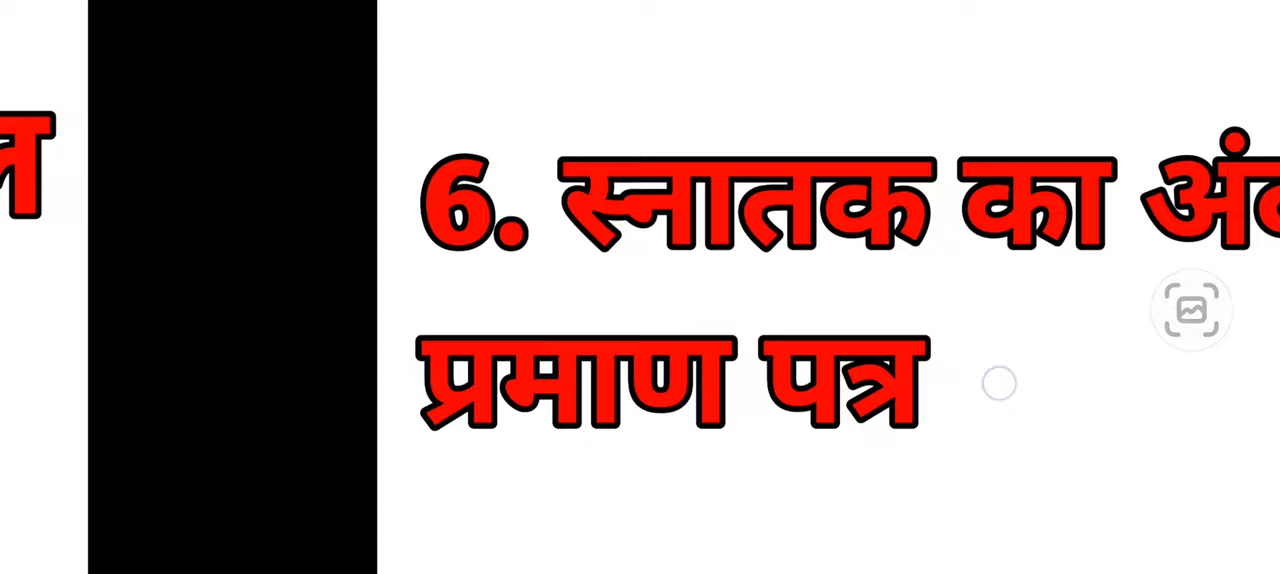 6. स्नातक का
प्रमाण पत्र